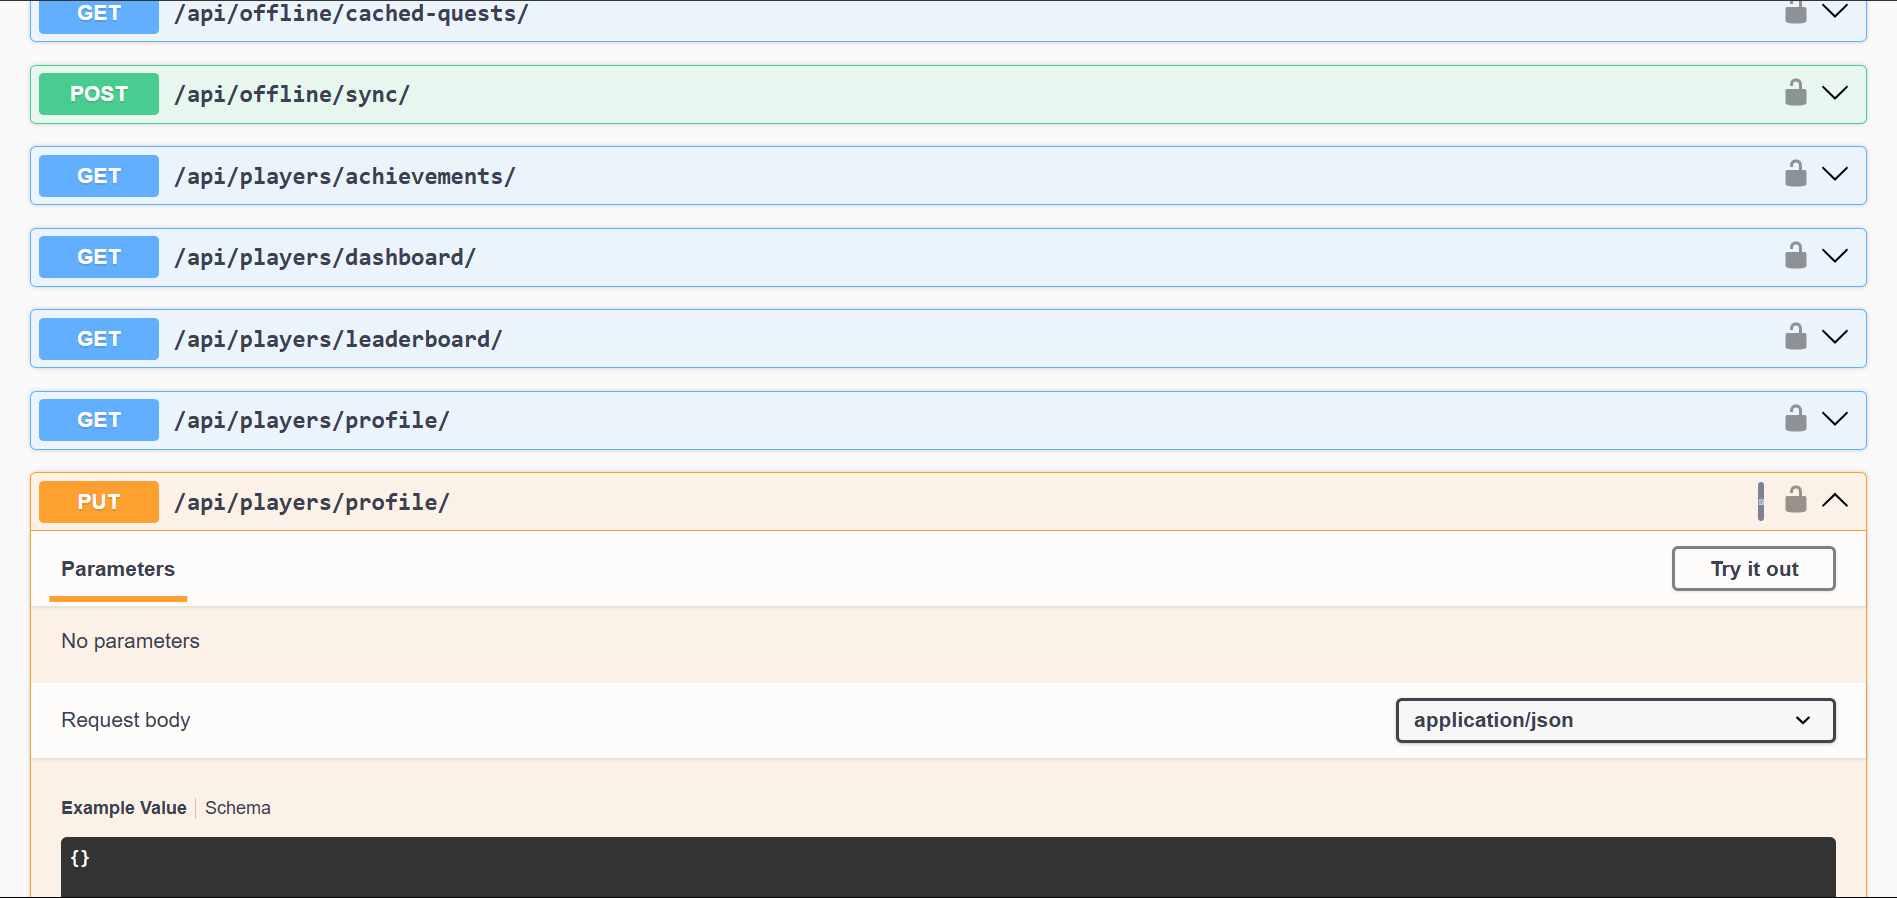 GET /api/offline/cached-quests/
POST /api/offline/sync/
GET /api/players/achievements/
GET /api/players/dashboard/
GET /api/players/leaderboard/
GET /api/players/profile/
PUT /api/players/profile/
Parameters
Try it out
No parameters
Request body
application/json
Example Value
Schema
{}